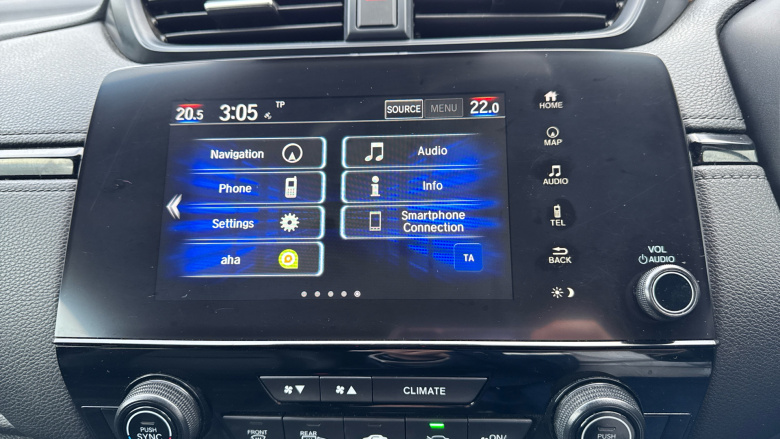 20.5 3:05 TP SOURCE MENU 22.0
HOME
Navigation Audio
MAP
Phone Info
AUDIO
Settings Smartphone
Connection
TEL
aha TA
BACK
VOL
AUDIO
CLIMATE
PUSH
SYNC
FRONT
REAR
ON/
PUSH